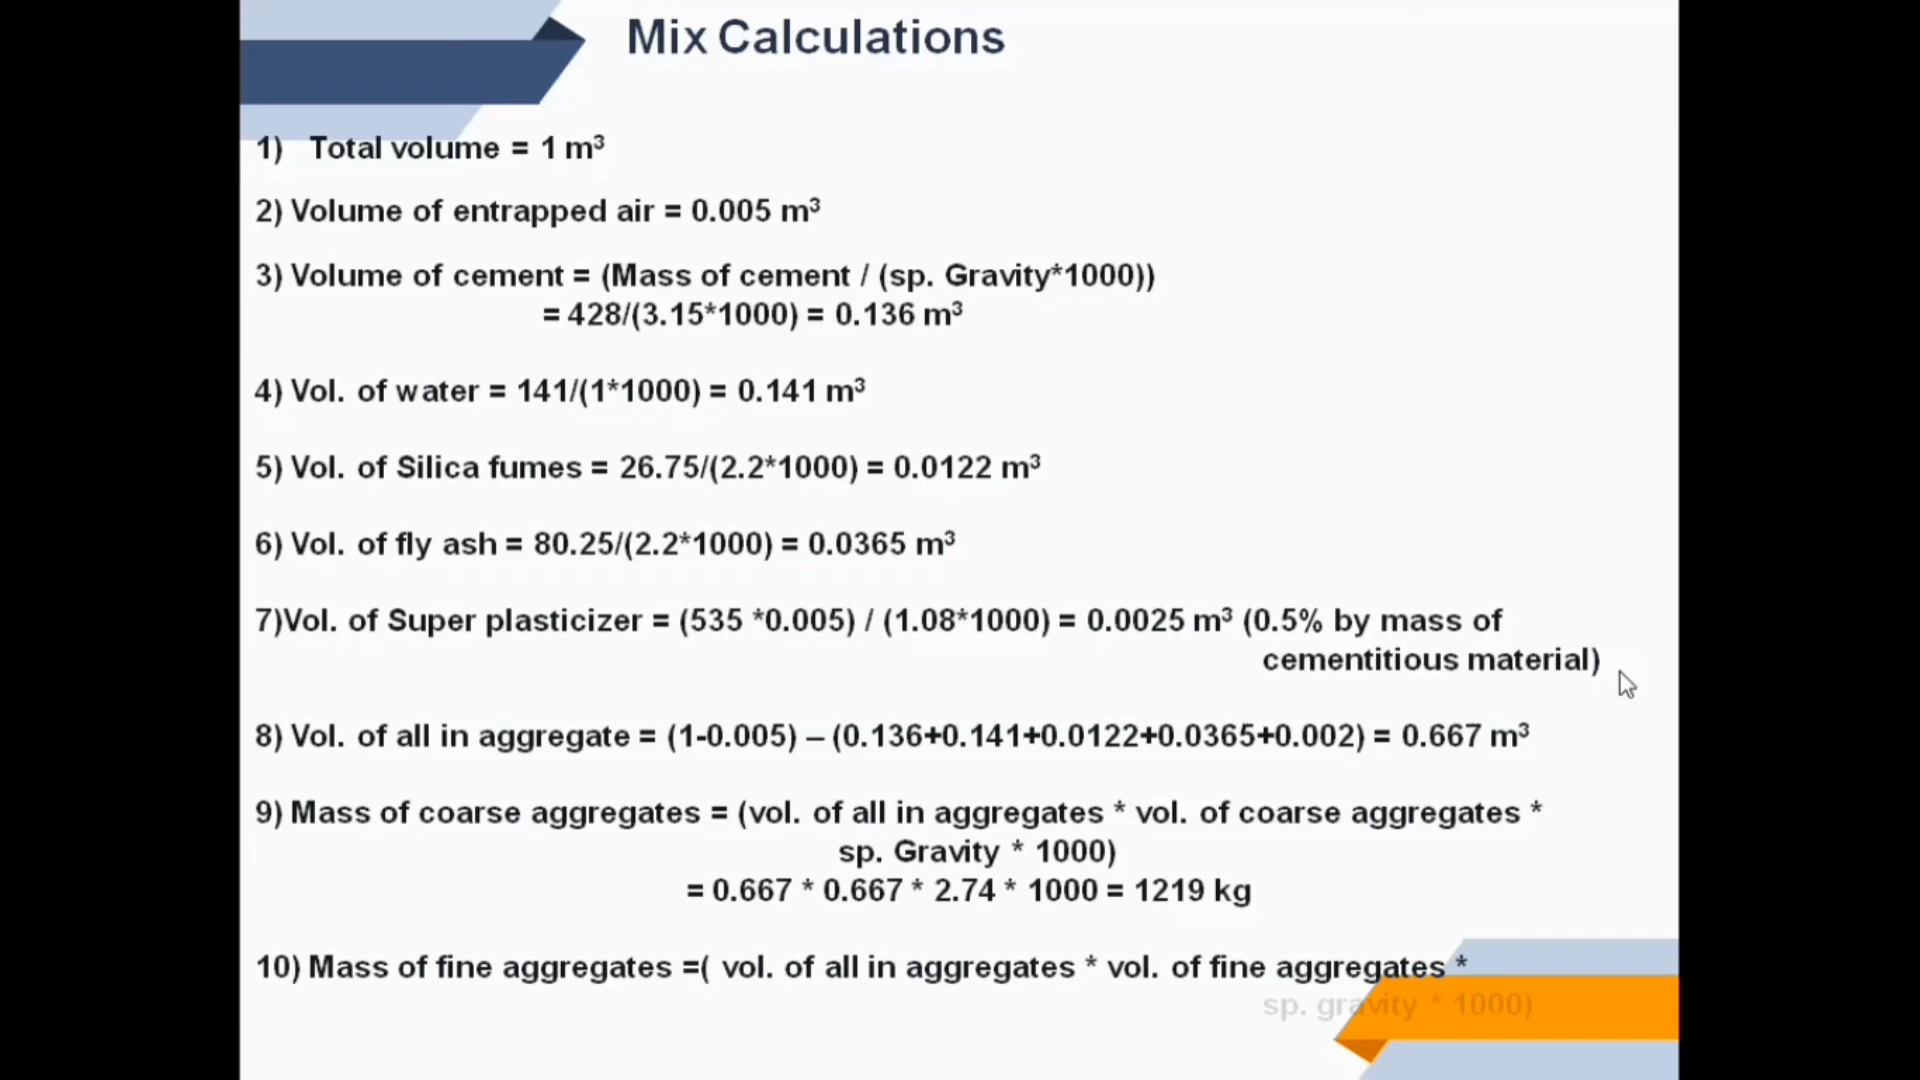 Mix Calculations
1) Total volume = 1 m³
2) Volume of entrapped air = 0.005 m³
3) Volume of cement = (Mass of cement / (sp. Gravity*1000))
= 428/(3.15*1000) = 0.136 m³
4) Vol. of water = 141/(1*1000) = 0.141 m³
5) Vol. of Silica fumes = 26.75/(2.2*1000) = 0.0122 m³
6) Vol. of fly ash = 80.25/(2.2*1000) = 0.0365 m³
7)Vol. of Super plasticizer = (535 *0.005) / (1.08*1000) = 0.0025 m³ (0.5% by mass of
cementitious material)
8) Vol. of all in aggregate = (1-0.005) – (0.136+0.141+0.0122+0.0365+0.002) = 0.667 m³
9) Mass of coarse aggregates = (vol. of all in aggregates * vol. of coarse aggregates *
sp. Gravity * 1000)
= 0.667 * 0.667 * 2.74 * 1000 = 1219 kg
10) Mass of fine aggregates =( vol. of all in aggregates * vol. of fine aggregates *
sp. gravity * 1000)